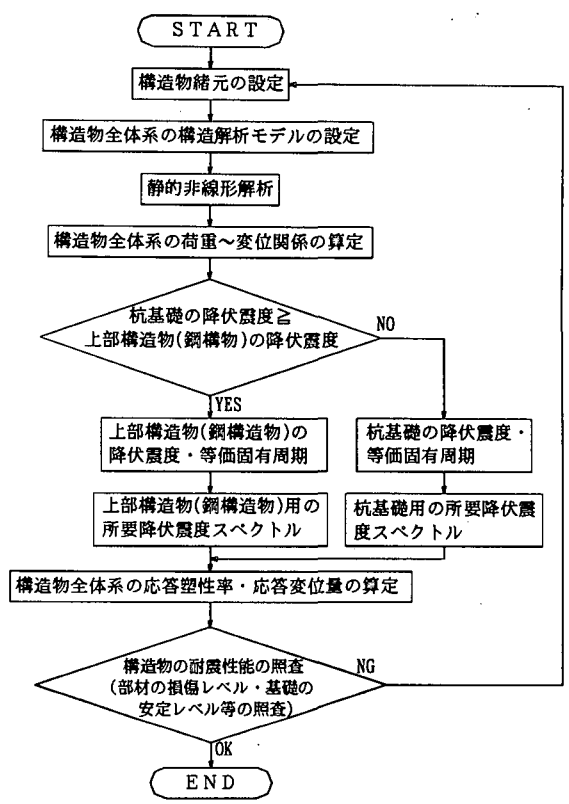 START
構造物緒元の設定
構造物全体系の構造解析モデルの設定
静的非線形解析
構造物全体系の荷重～変位関係の算定
杭基礎の降伏震度≧
上部構造物(鋼構物)の降伏震度
NO
YES
上部構造物(鋼構造物)の
降伏震度・等価固有周期
杭基礎の降伏震度・
等価固有周期
上部構造物(鋼構造物)用の
所要降伏震度スペクトル
杭基礎用の所要降伏震
度スペクトル
構造物全体系の応答塑性率・応答変位量の算定
構造物の耐震性能の照査
(部材の損傷レベル・基礎の
安定レベル等の照査)
NG
OK
END